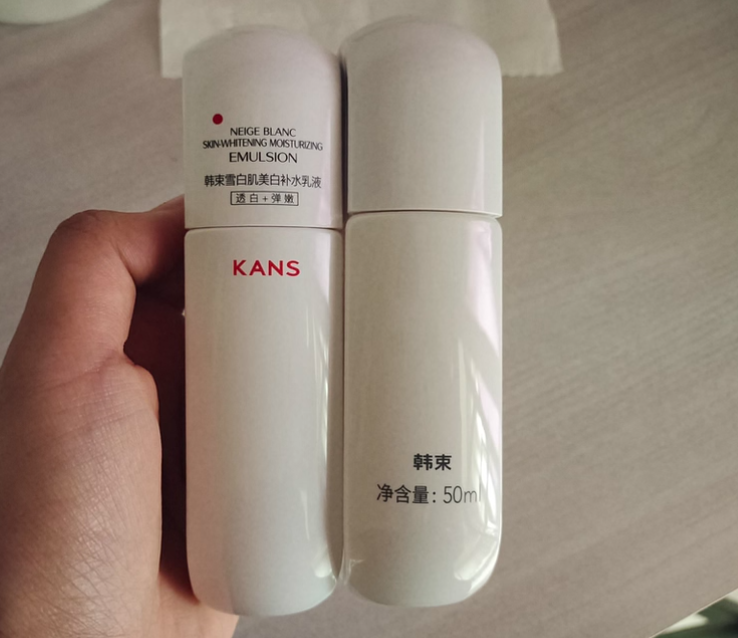 NEIGE BLANC
SKIN-WHITENING MOISTURIZING
EMULSION
韩束雪白肌美白补水乳液
透白+弹嫩
KANS
韩束
净含量：50ml